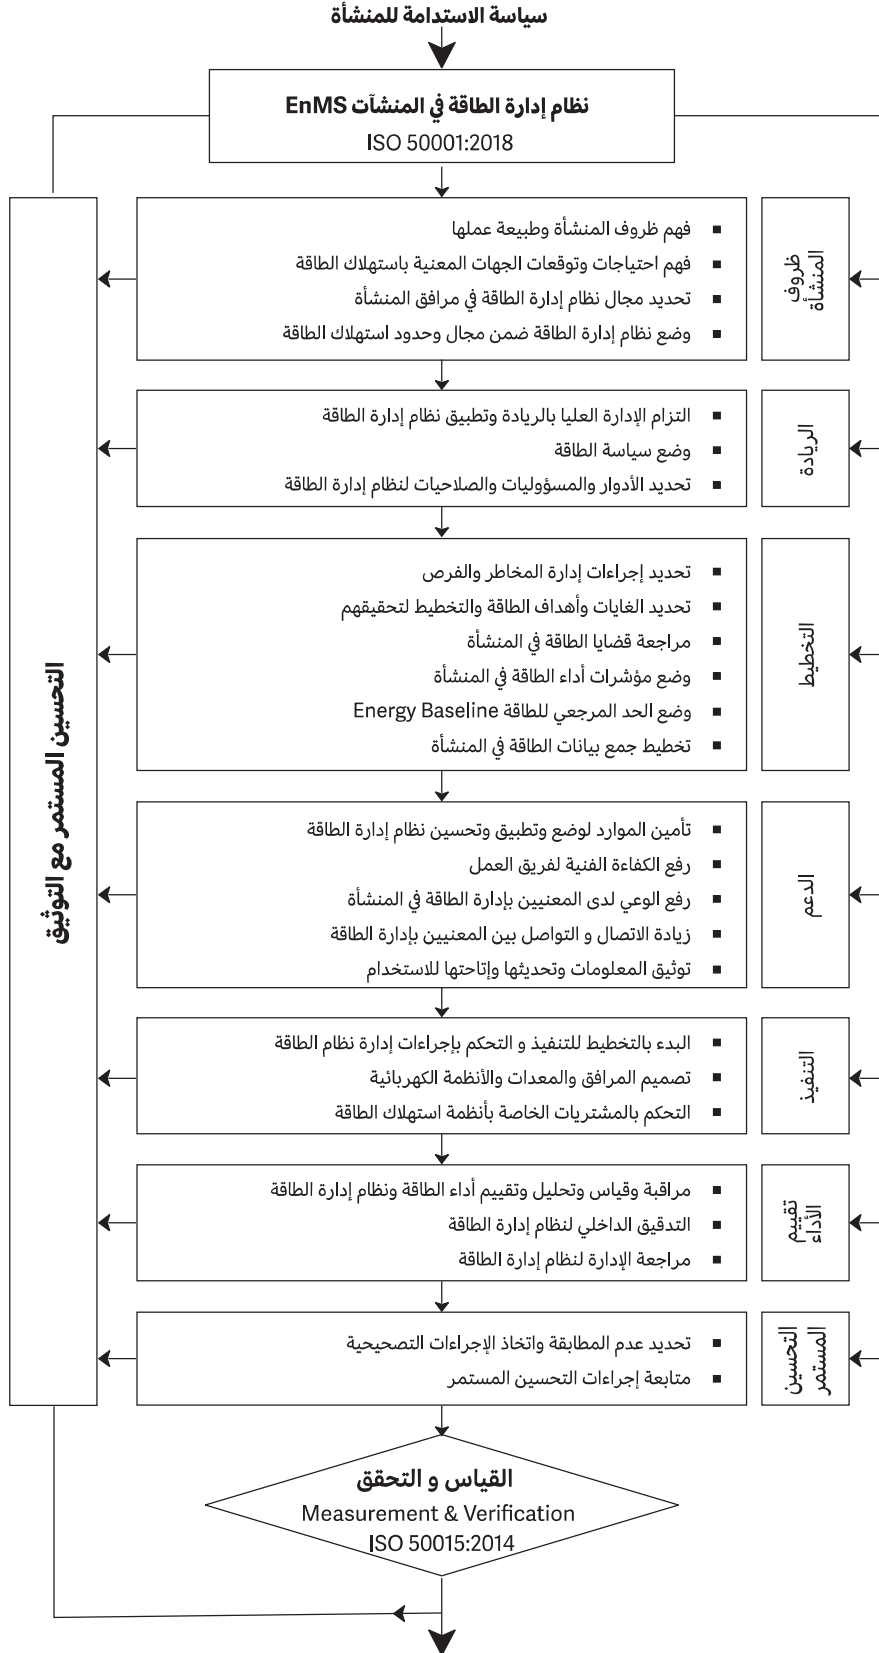 سياسة الاستدامة للمنشأة
نظام إدارة الطاقة في المنشآت EnMS
ISO 50001:2018
ظروف
المنشأة
▪ فهم ظروف المنشأة وطبيعة عملها
▪ فهم احتياجات وتوقعات الجهات المعنية باستهلاك الطاقة
▪ تحديد مجال نظام إدارة الطاقة في مرافق المنشأة
▪ وضع نظام إدارة الطاقة ضمن مجال وحدود استهلاك الطاقة
الريادة
▪ التزام الإدارة العليا بالريادة وتطبيق نظام إدارة الطاقة
▪ وضع سياسة الطاقة
▪ تحديد الأدوار والمسؤوليات والصلاحيات لنظام إدارة الطاقة
التخطيط
▪ تحديد إجراءات إدارة المخاطر والفرص
▪ تحديد الغايات وأهداف الطاقة والتخطيط لتحقيقهم
▪ مراجعة قضايا الطاقة في المنشأة
▪ وضع مؤشرات أداء الطاقة في المنشأة
▪ وضع الحد المرجعي للطاقة Energy Baseline
▪ تخطيط جمع بيانات الطاقة في المنشأة
الدعم
▪ تأمين الموارد لوضع وتطبيق وتحسين نظام إدارة الطاقة
▪ رفع الكفاءة الفنية لفريق العمل
▪ رفع الوعي لدى المعنيين بإدارة الطاقة في المنشأة
▪ زيادة الاتصال و التواصل بين المعنيين بإدارة الطاقة
▪ توثيق المعلومات وتحديثها وإتاحتها للاستخدام
التنفيذ
▪ البدء بالتخطيط للتنفيذ و التحكم بإجراءات إدارة نظام الطاقة
▪ تصميم المرافق والمعدات والأنظمة الكهربائية
▪ التحكم بالمشتريات الخاصة بأنظمة استهلاك الطاقة
تقييم
الأداء
▪ مراقبة وقياس وتحليل وتقييم أداء الطاقة ونظام إدارة الطاقة
▪ التدقيق الداخلي لنظام إدارة الطاقة
▪ مراجعة الإدارة لنظام إدارة الطاقة
التحسين
المستمر
▪ تحديد عدم المطابقة واتخاذ الإجراءات التصحيحية
▪ متابعة إجراءات التحسين المستمر
التحسين المستمر مع التوثيق
القياس و التحقق
Measurement & Verification
ISO 50015:2014